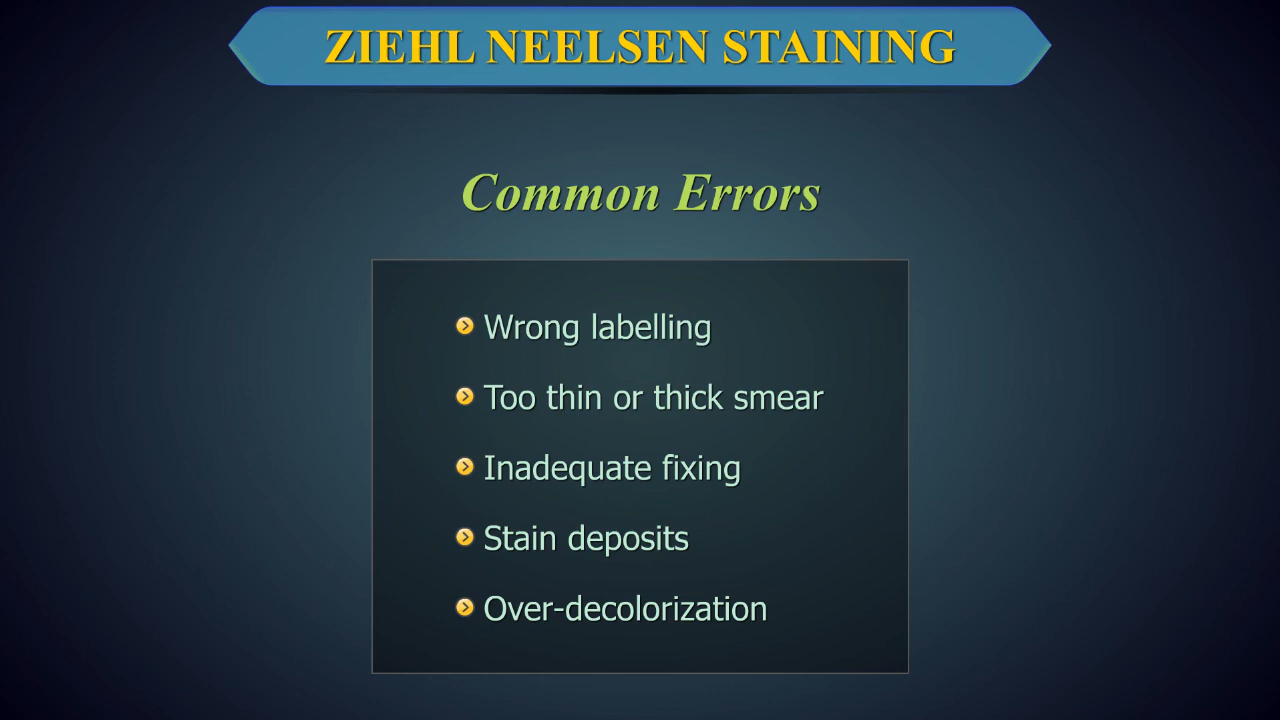 ZIEHL NEELSEN STAINING
Common Errors
Wrong labelling
Too thin or thick smear
Inadequate fixing
Stain deposits
Over-decolorization